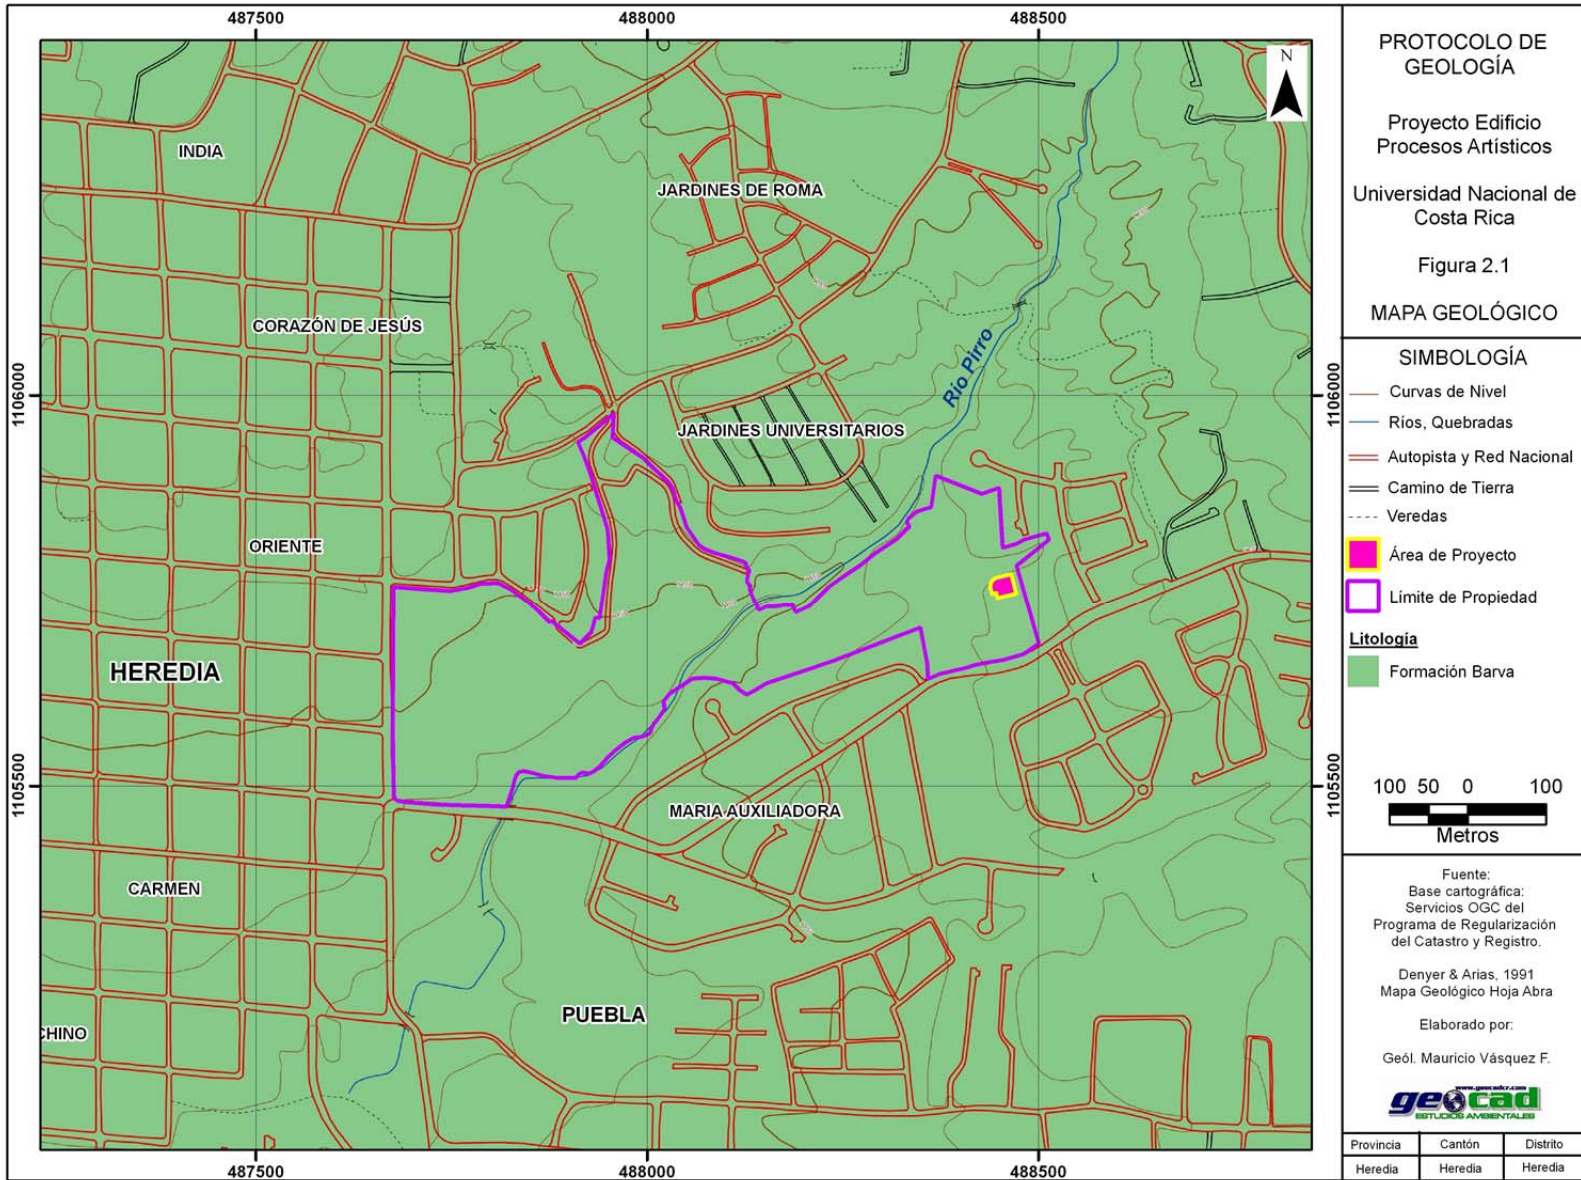 487500
488000
488500
1106000
1105500
1106000
1105500
487500
488000
488500
N
INDIA
JARDINES DE ROMA
CORAZÓN DE JESÚS
Río Pirro
JARDINES UNIVERSITARIOS
ORIENTE
HEREDIA
MARIA AUXILIADORA
CARMEN
PUEBLA
CHINO
PROTOCOLO DE
GEOLOGÍA
Proyecto Edificio
Procesos Artísticos
Universidad Nacional de
Costa Rica
Figura 2.1
MAPA GEOLÓGICO
SIMBOLOGÍA
Curvas de Nivel
Ríos, Quebradas
Autopista y Red Nacional
Camino de Tierra
Veredas
Área de Proyecto
Límite de Propiedad
Litología
Formación Barva
100 50 0 100
Metros
Fuente:
Base cartográfica:
Servicios OGC del
Programa de Regularización
del Catastro y Registro.
Denyer & Arias, 1991
Mapa Geológico Hoja Abra
Elaborado por:
Geól. Mauricio Vásquez F.
www.geocadcr.com
geocad
ESTUDIOS AMBIENTALES
Provincia Cantón Distrito
Heredia Heredia Heredia